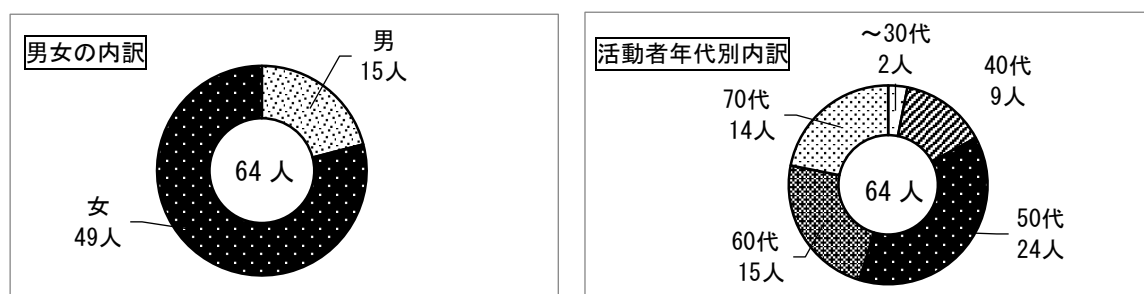 男女の内訳
男
15人
64 人
女
49人
活動者年代別内訳
～30代
2人
40代
9人
70代
14人
64 人
50代
24人
60代
15人